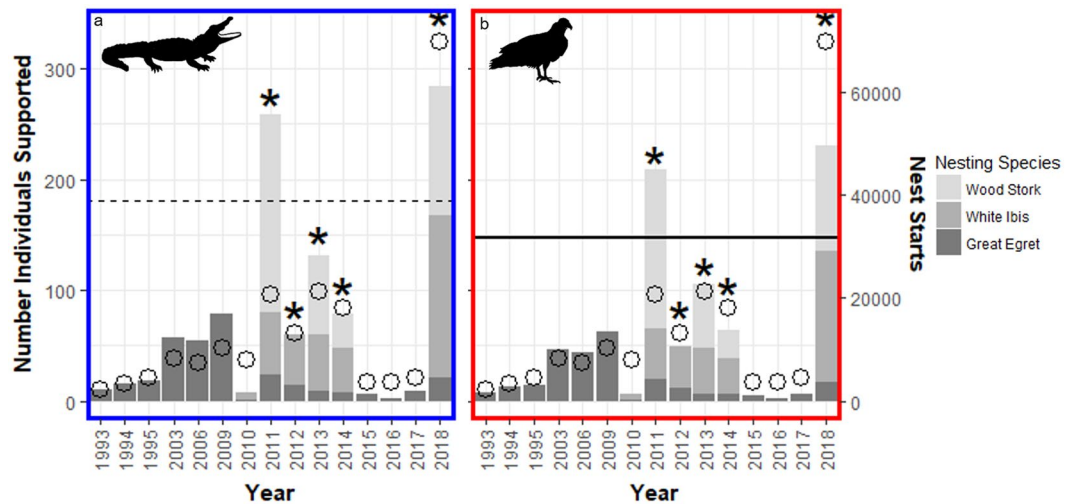 a
b
Number Individuals Supported
300
200
100
0
60000
40000
20000
0
Nest Starts
1993 1994 1995 2003 2006 2009 2010 2011 2012 2013 2014 2015 2016 2017 2018
1993 1994 1995 2003 2006 2009 2010 2011 2012 2013 2014 2015 2016 2017 2018
Year
Year
Nesting Species
Wood Stork
White Ibis
Great Egret